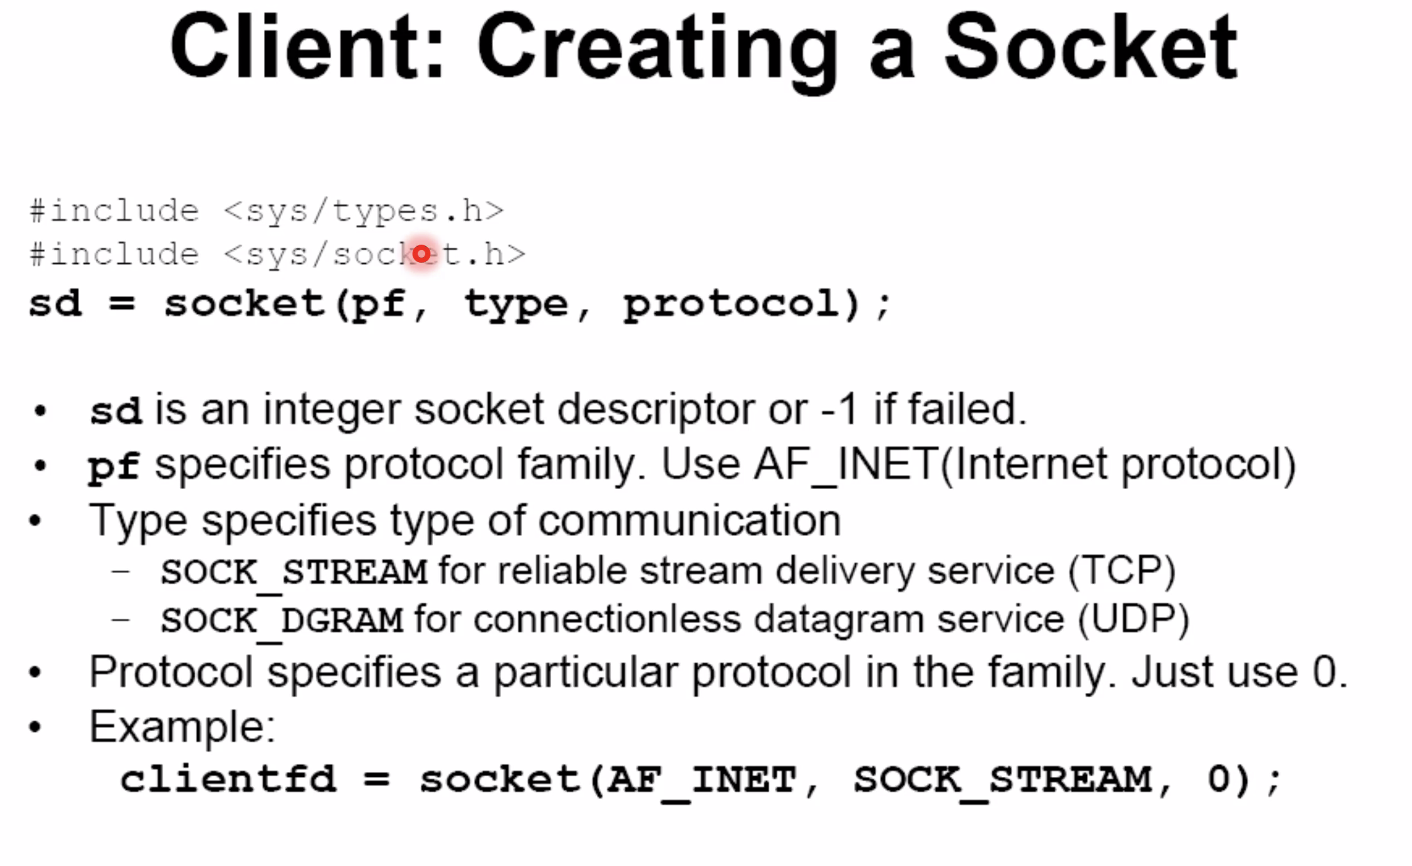 Client: Creating a Socket
#include <sys/types.h>
#include <sys/socket.h>
sd = socket(pf, type, protocol);
• sd is an integer socket descriptor or -1 if failed.
• pf specifies protocol family. Use AF_INET(Internet protocol)
• Type specifies type of communication
– SOCK_STREAM for reliable stream delivery service (TCP)
– SOCK_DGRAM for connectionless datagram service (UDP)
• Protocol specifies a particular protocol in the family. Just use 0.
• Example:
clientfd = socket(AF_INET, SOCK_STREAM, 0);